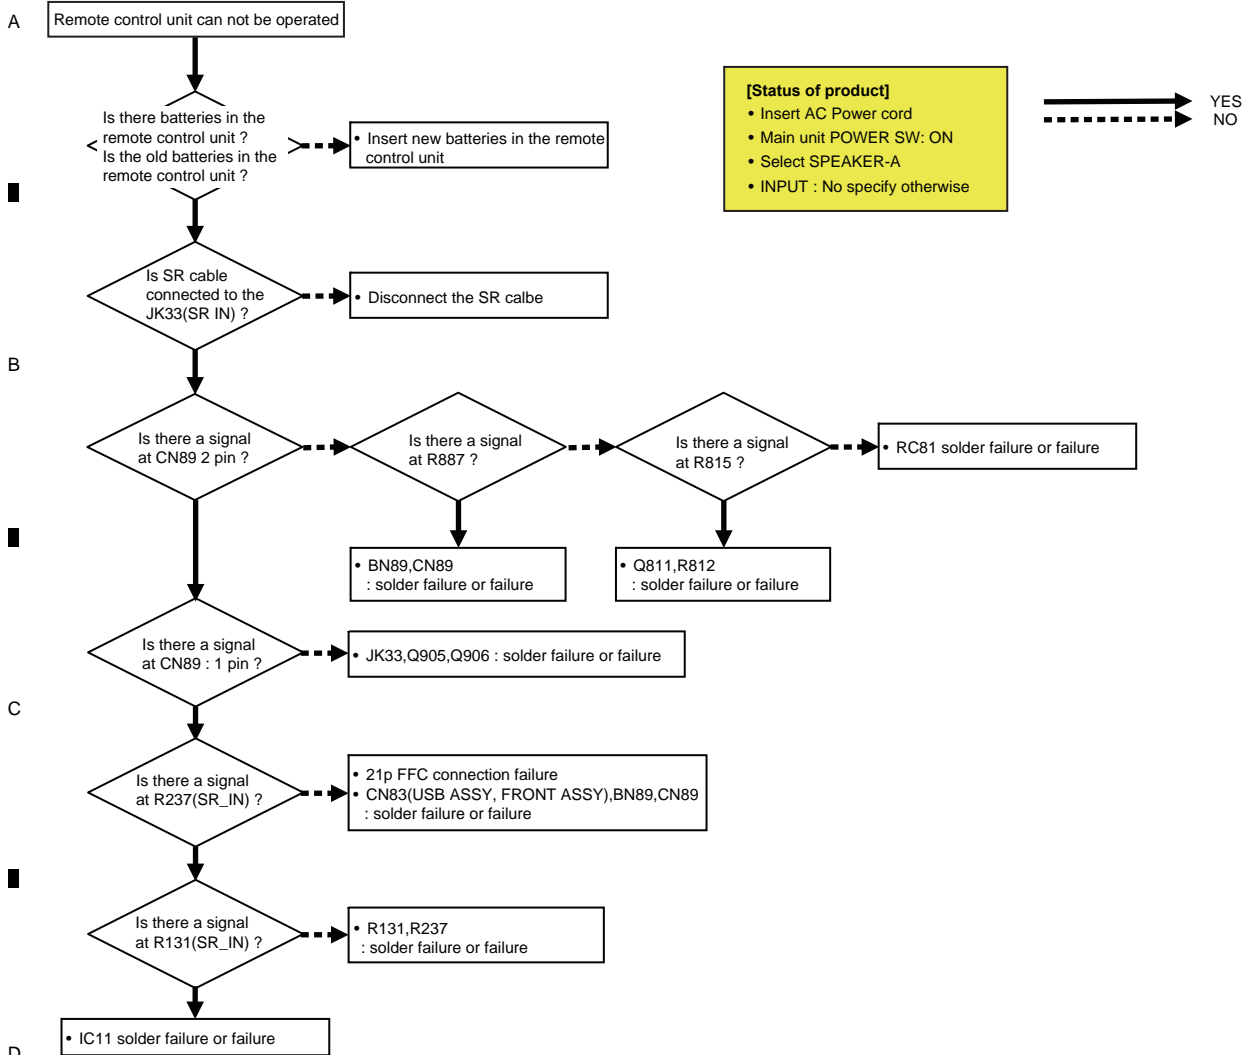 A
Remote control unit can not be operated
[Status of product]
• Insert AC Power cord
• Main unit POWER SW: ON
• Select SPEAKER-A
• INPUT : No specify otherwise
YES
NO
Is there batteries in the
remote control unit ?
Is the old batteries in the
remote control unit ?
• Insert new batteries in the remote
control unit
Is SR cable
connected to the
JK33(SR IN) ?
• Disconnect the SR calbe
B
Is there a signal
at CN89 2 pin ?
Is there a signal
at R887 ?
Is there a signal
at R815 ?
• RC81 solder failure or failure
• BN89,CN89
: solder failure or failure
• Q811,R812
: solder failure or failure
Is there a signal
at CN89 : 1 pin ?
• JK33,Q905,Q906 : solder failure or failure
C
Is there a signal
at R237(SR_IN) ?
• 21p FFC connection failure
• CN83(USB ASSY, FRONT ASSY),BN89,CN89
: solder failure or failure
Is there a signal
at R131(SR_IN) ?
• R131,R237
: solder failure or failure
• IC11 solder failure or failure
D